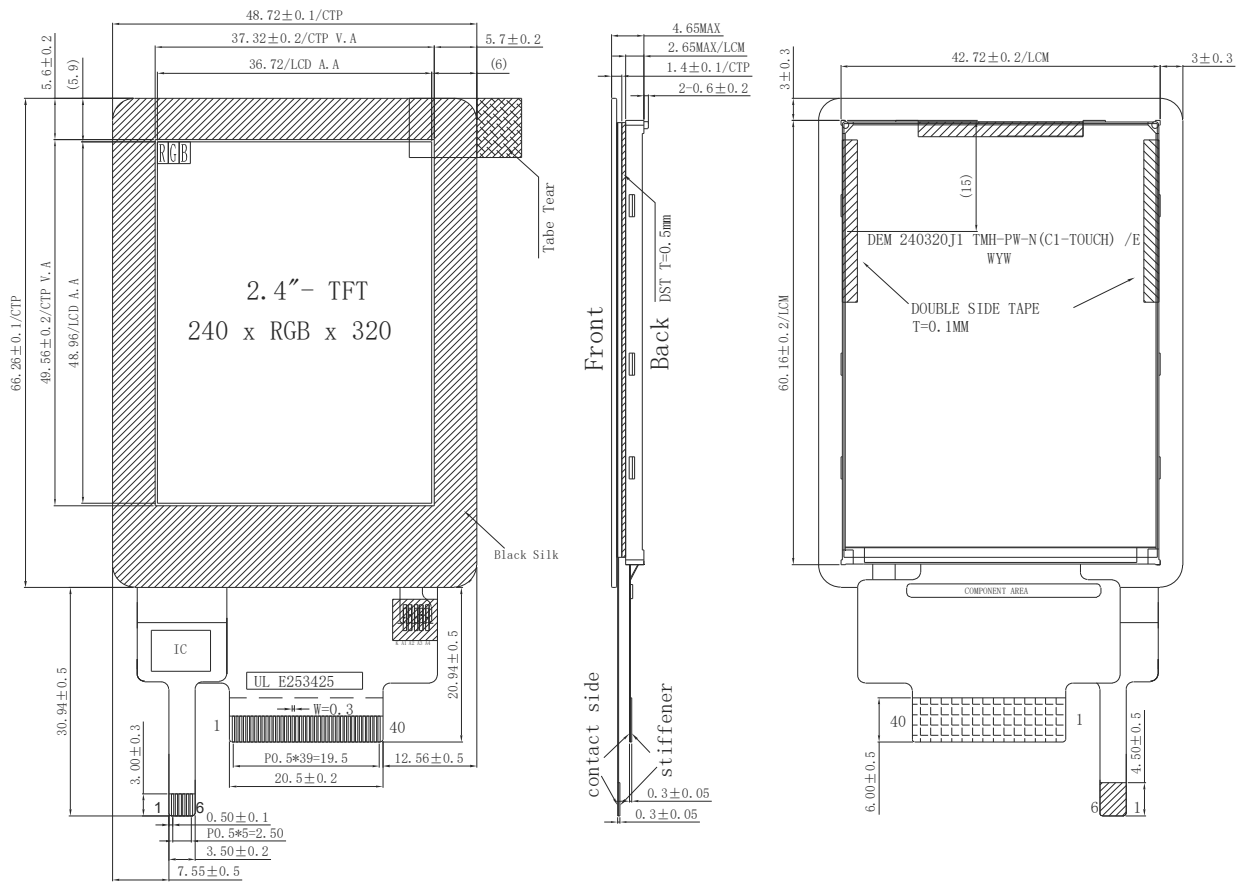 48.72±0.1/CTP
37.32±0.2/CTP V.A
5.7±0.2
36.72/LCD A.A
(6)
5.6±0.2
(5.9)
66.26±0.1/CTP
49.56±0.2/CTP V.A
48.96/LCD A.A
R G B
2.4"- TFT
240 x RGB x 320
Tabe Tear
Black Silk
IC
UL E253425
W=0.3
1
40
P0.5*39=19.5
20.5±0.2
12.56±0.5
20.94±0.5
30.94±0.5
3.00±0.3
1
6
0.50±0.1
P0.5*5=2.50
3.50±0.2
7.55±0.5
4.65MAX
2.65MAX/LCM
1.4±0.1/CTP
2-0.6±0.2
DST T=0.5mm
Front
Back
contact side
stiffener
0.3±0.05
0.3±0.05
42.72±0.2/LCM
3±0.3
3±0.3
60.16±0.2/LCM
(15)
DEM 240320J1 TMH-PW-N(C1-TOUCH) /E
WYW
DOUBLE SIDE TAPE
T=0.1MM
COMPONENT AREA
40
1
6.00±0.5
4.50±0.5
6
1